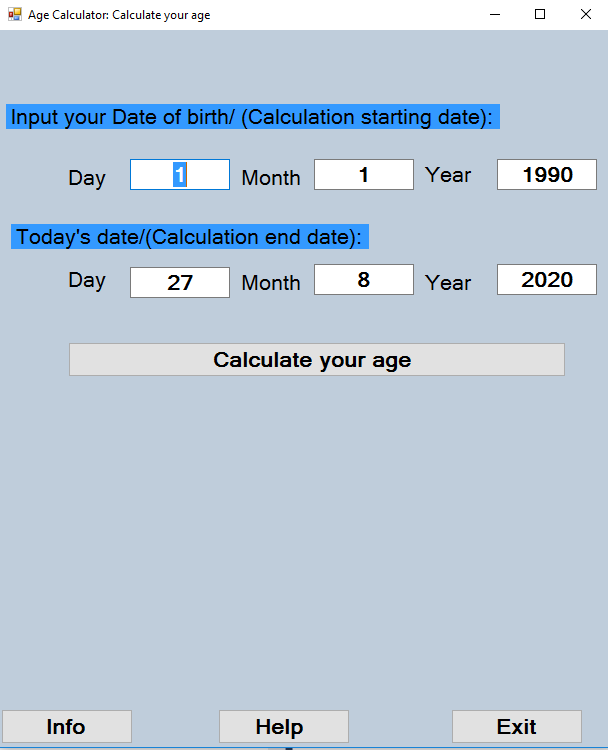 Age Calculator: Calculate your age
Input your Date of birth/ (Calculation starting date):
Day 1 Month 1 Year 1990
Today's date/(Calculation end date):
Day 27 Month 8 Year 2020
Calculate your age
Info Help Exit